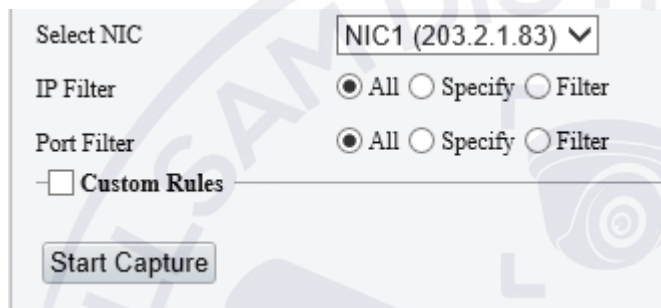 Select NIC NIC1 (203.2.1.83)
IP Filter All Specify Filter
Port Filter All Specify Filter
Custom Rules
Start Capture